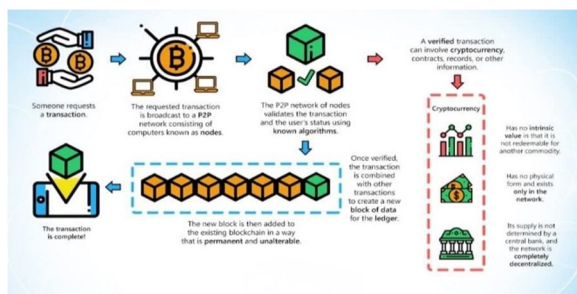 Someone requests
a transaction.
The requested transaction
is broadcast to a P2P
network consisting of
computers known as nodes.
The P2P network of nodes
validates the transaction
and the user's status using
known algorithms.
A verified transaction
can involve cryptocurrency,
contracts, records, or other
information.
Cryptocurrency
Has no intrinsic
value in that it is
not redeemable for
another commodity.
Has no physical
form and exists
only in the
network.
Its supply is not
determined by a
central bank, and
the network is
completely
decentralized.
Once verified,
the transaction
is combined
with other
transactions
to create a new
block of data
for the ledger.
The new block is then added to
the existing blockchain in a way
that is permanent and unalterable.
The transaction
is complete!